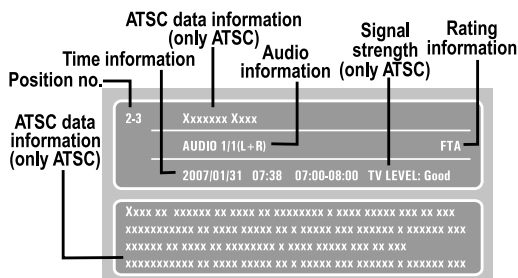 ATSC data information
(only ATSC)
Signal
strength
(only ATSC)
Rating
information
Time information
Audio
information
Position no.
ATSC data
information
(only ATSC)
2-3 Xxxxxxx Xxxx
AUDIO 1/1(L+R) FTA
2007/01/31 07:38 07:00-08:00 TV LEVEL: Good
Xxxx xx xxxxxx xx xxxx xx xxxxxxxx x xxxx xxxxx xxx xx xxx
xxxxxxxxxxx xx xxxx xxxxx xx x xxxxx xxx xxxxxx x xxxxxx xxx
xxxxxx xx xxxx xx xxxxxxxx x xxxx xxxxx xxx xx xxx
xxxxxxxxxxx xx xxxx xxxxx xx x xxxxx xxx xxxxxx x xxxxxx xxx